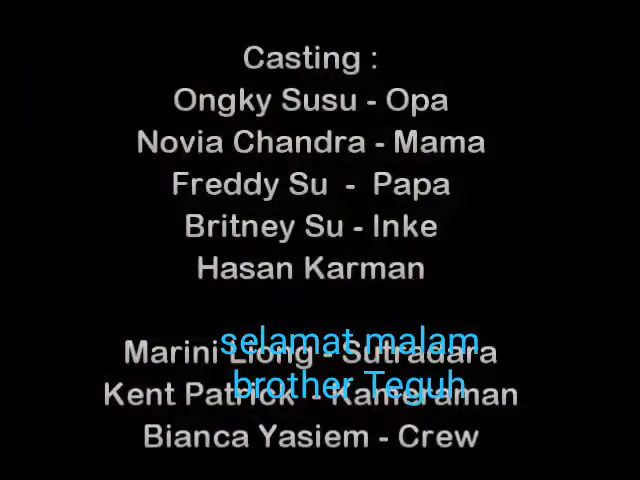 Casting :
Ongky Susu - Opa
Novia Chandra - Mama
Freddy Su - Papa
Britney Su - Inke
Hasan Karman
selamat malam
Marini Liong - Sutradara
brother Teguh
Kent Patrick - Kameraman
Bianca Yasiem - Crew